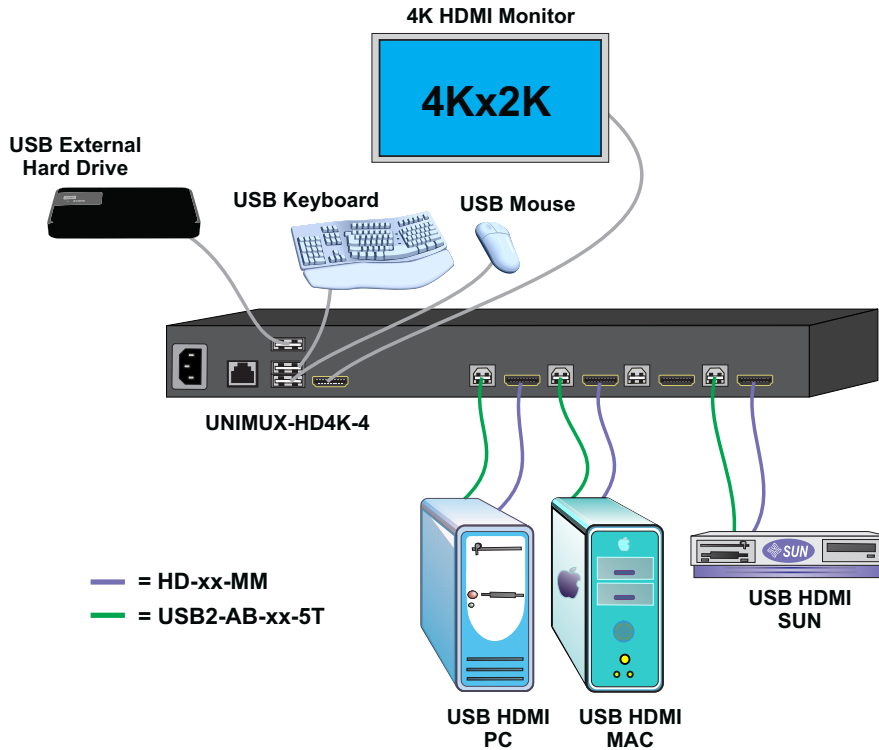 4K HDMI Monitor
4Kx2K
USB External
Hard Drive
USB Keyboard
USB Mouse
UNIMUX-HD4K-4
SUN
= HD-xx-MM
= USB2-AB-xx-5T
USB HDMI
PC
USB HDMI
MAC
USB HDMI
SUN